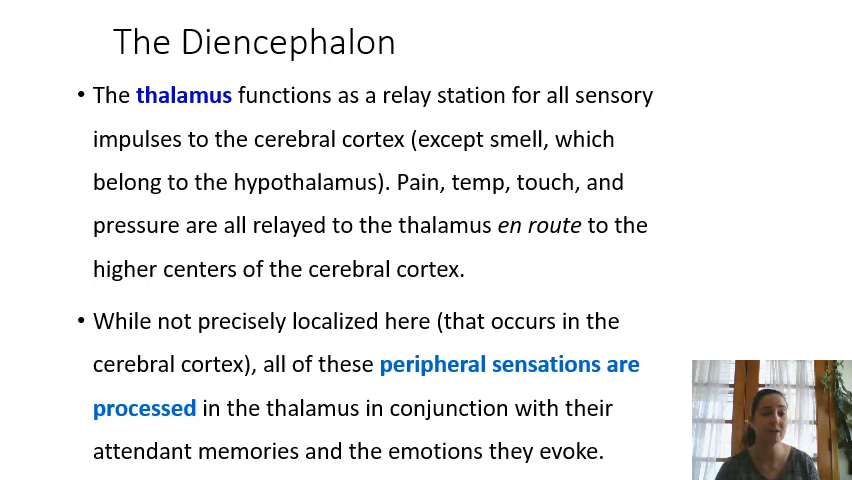 The Diencephalon
• The thalamus functions as a relay station for all sensory
impulses to the cerebral cortex (except smell, which
belong to the hypothalamus). Pain, temp, touch, and
pressure are all relayed to the thalamus en route to the
higher centers of the cerebral cortex.
• While not precisely localized here (that occurs in the
cerebral cortex), all of these peripheral sensations are
processed in the thalamus in conjunction with their
attendant memories and the emotions they evoke.